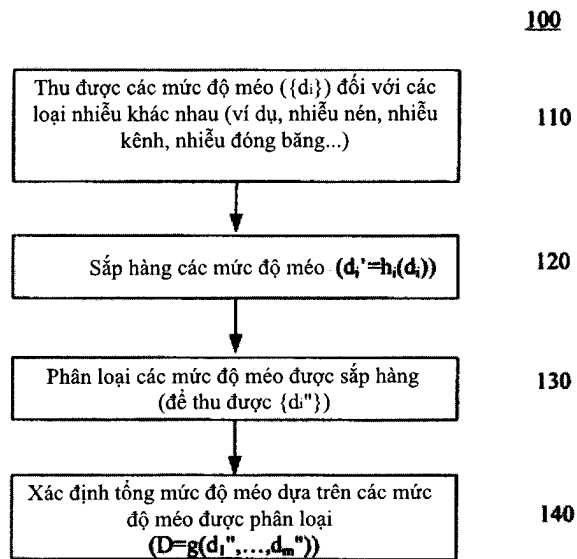 100
Thu được các mức độ méo ({di}) đối với các
loại nhiễu khác nhau (ví dụ, nhiễu nén, nhiễu
kênh, nhiễu đóng băng...)
110
Sắp hàng các mức độ méo (di'=hi(di))
120
Phân loại các mức độ méo được sắp hàng
(để thu được {di"})
130
Xác định tổng mức độ méo dựa trên các mức
độ méo được phân loại
(D=g(d1",...,dm"))
140